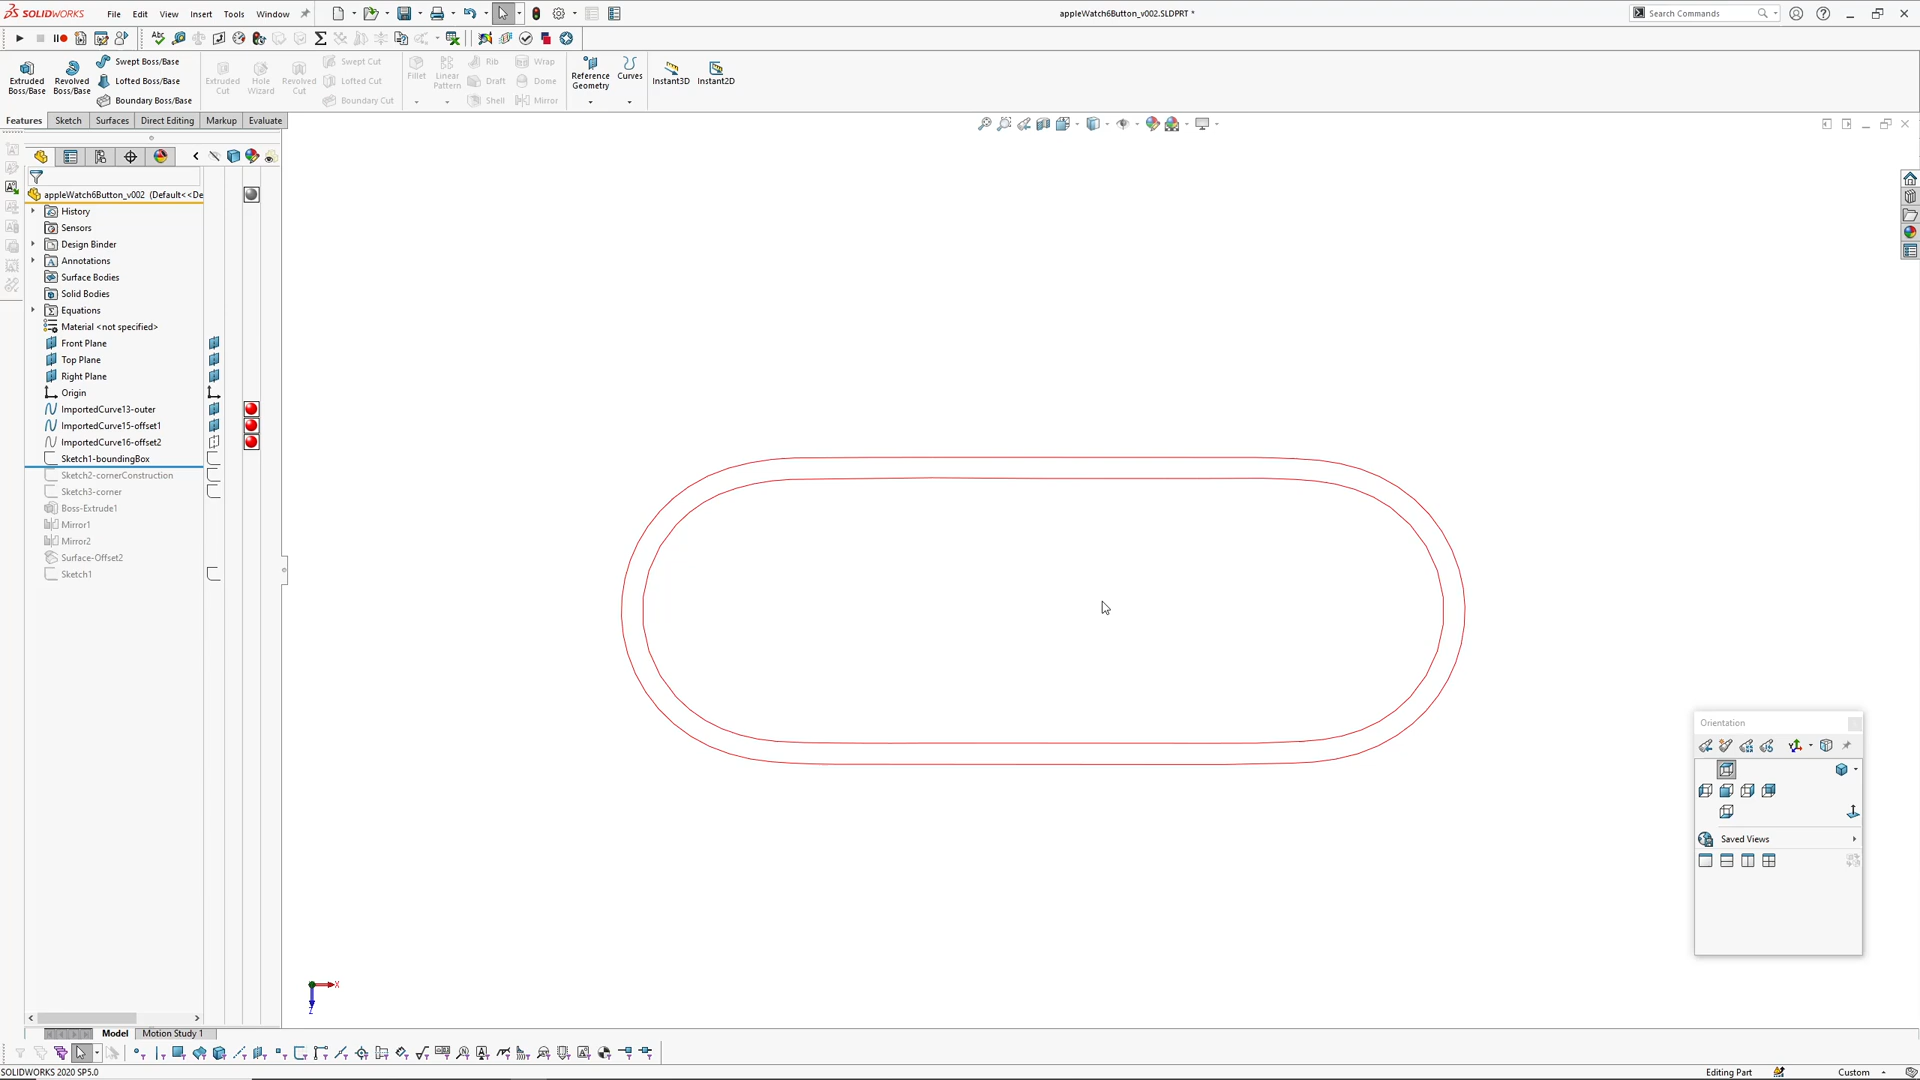 SOLIDWORKS File Edit View Insert Tools Window
appleWatch6Button_v002.SLDPRT *
Search Commands
Extruded Boss/Base
Revolved Boss/Base
Swept Boss/Base
Lofted Boss/Base
Boundary Boss/Base
Extruded Cut
Hole Wizard
Revolved Cut
Swept Cut
Lofted Cut
Boundary Cut
Fillet
Linear Pattern
Rib
Draft
Shell
Wrap
Dome
Mirror
Reference Geometry
Curves
Instant3D
Instant2D
Features Sketch Surfaces Direct Editing Markup Evaluate
appleWatch6Button_v002 (Default<<De
History
Sensors
Design Binder
Annotations
Surface Bodies
Solid Bodies
Equations
Material <not specified>
Front Plane
Top Plane
Right Plane
Origin
ImportedCurve13-outer
ImportedCurve15-offset1
ImportedCurve16-offset2
Sketch1-boundingBox
Sketch2-cornerConstruction
Sketch3-corner
Boss-Extrude1
Mirror1
Mirror2
Surface-Offset2
Sketch1
Orientation
Saved Views
X
Z
Model Motion Study 1
SOLIDWORKS 2020 SP5.0
Editing Part
Custom